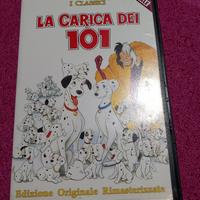 I CLASSICI
LA CARICA DEI
101
Edizione Originale Rimasterizzata